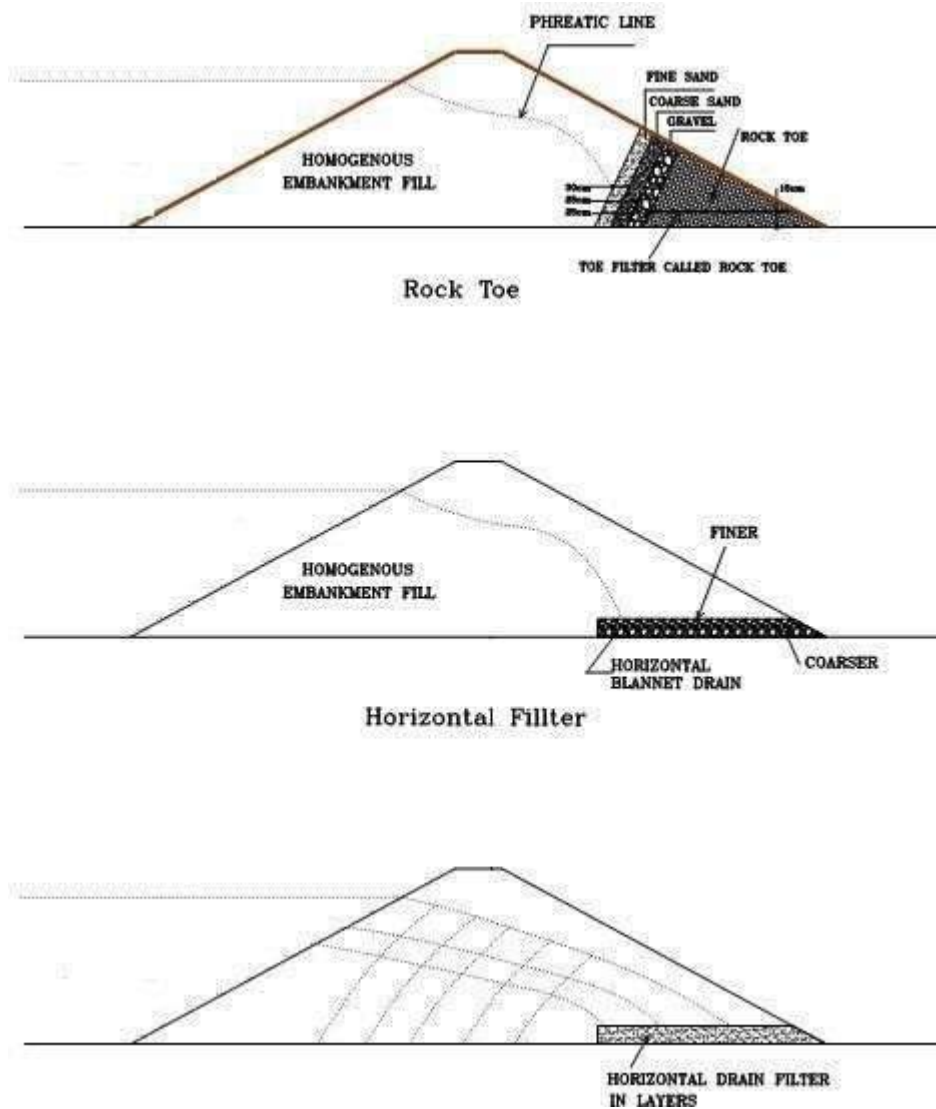 PHREATIC LINE
FINE SAND
COARSE SAND
GRAVEL
ROCK TOE
HOMOGENOUS
EMBANKMENT FILL
10cm
TOE FILTER CALLED ROCK TOE
Rock Toe
FINER
HOMOGENOUS
EMBANKMENT FILL
COARSER
HORIZONTAL
BLANNET DRAIN
Horizontal Fillter
HORIZONTAL DRAIN FILTER
IN LAYERS